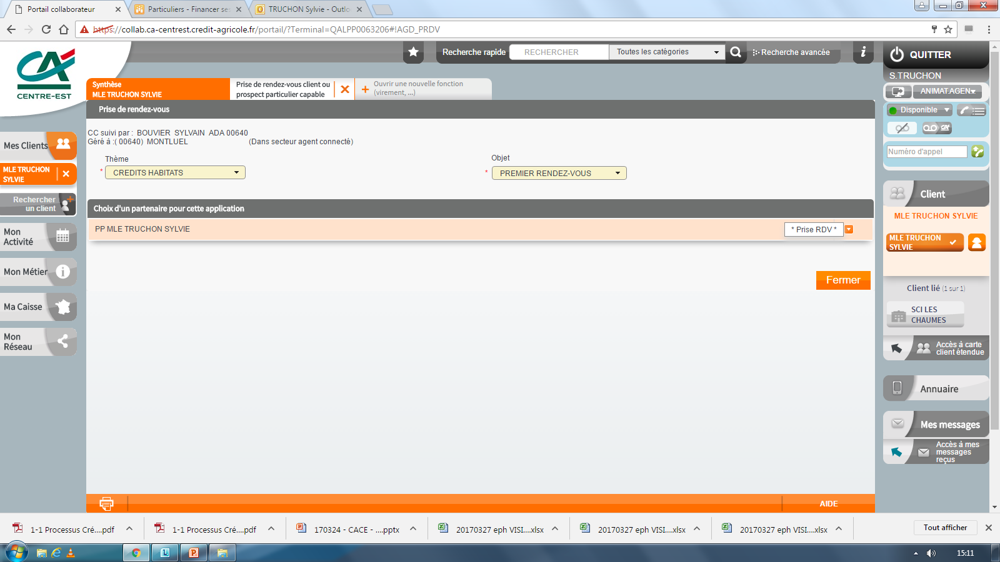 Portail collaborateur
Particuliers - Financer ses
TRUCHON Sylvie - Outlo
https://collab.ca-centrest.credit-agricole.fr/portail/?Terminal=QALPP0063206#!AGD_PRDV
CENTRE-EST
Recherche rapide
RECHERCHER
Toutes les catégories
Recherche avancée
QUITTER
S.TRUCHON
ANIMAT.AGEN
Disponible
Numéro d'appel
Synthèse
MLE TRUCHON SYLVIE
Prise de rendez-vous client ou
prospect particulier capable
Ouvrir une nouvelle fonction
(virement, ...)
Prise de rendez-vous
CC suivi par : BOUVIER SYLVAIN ADA 00640
Géré à :( 00640) MONTLUEL (Dans secteur agent connecté)
Thème
* CREDITS HABITATS
Objet
* PREMIER RENDEZ-VOUS
Choix d'un partenaire pour cette application
PP MLE TRUCHON SYLVIE
* Prise RDV *
Fermer
Mes Clients
MLE TRUCHON
SYLVIE
Rechercher
un client
Mon
Activité
Mon Métier
Ma Caisse
Mon
Réseau
Client
MLE TRUCHON SYLVIE
MLE TRUCHON
SYLVIE
Client lié (1 sur 1)
SCI LES
CHAUMES
Accès à carte
client étendue
Annuaire
Mes messages
Accès à mes
messages
reçus
AIDE
1-1 Processus Cré....pdf
1-1 Processus Cré....pdf
170324 - CACE - ....pptx
20170327 eph VISI....xlsx
20170327 eph VISI....xlsx
20170327 eph VISI....xlsx
Tout afficher
15:11